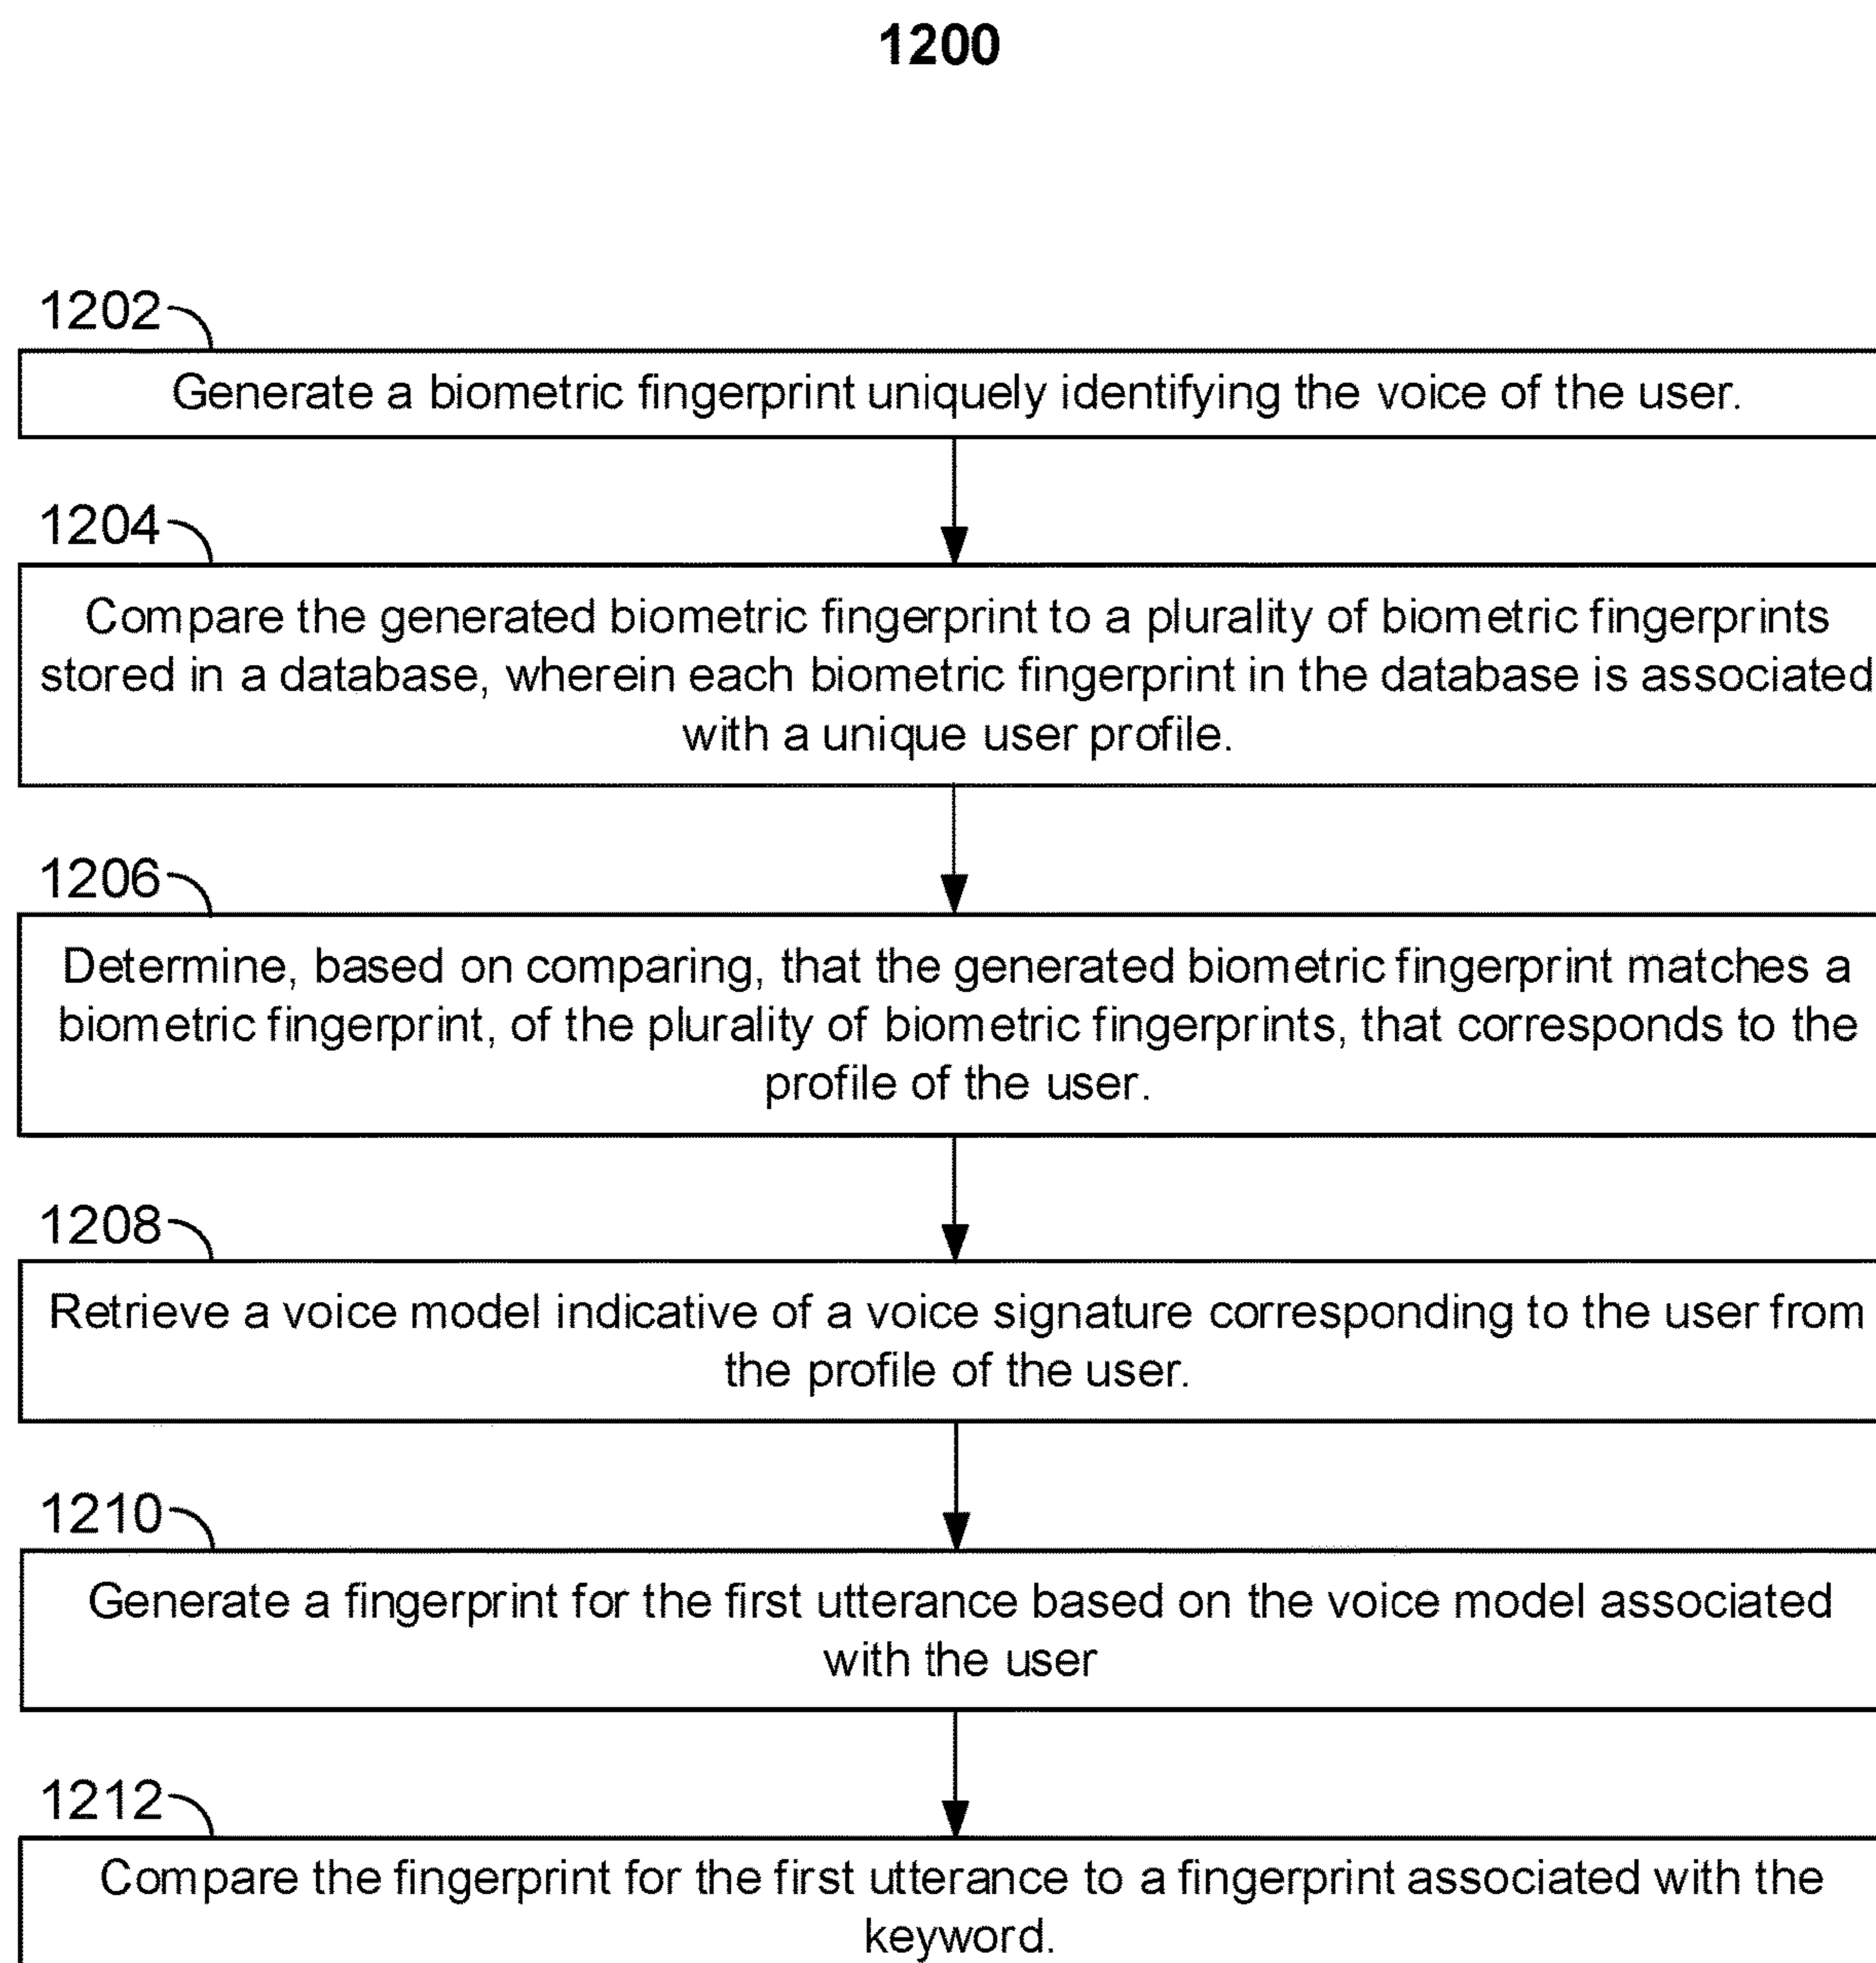 1200
1202
Generate a biometric fingerprint uniquely identifying the voice of the user.
1204
Compare the generated biometric fingerprint to a plurality of biometric fingerprints
stored in a database, wherein each biometric fingerprint in the database is associated
with a unique user profile.
1206
Determine, based on comparing, that the generated biometric fingerprint matches a
biometric fingerprint, of the plurality of biometric fingerprints, that corresponds to the
profile of the user.
1208
Retrieve a voice model indicative of a voice signature corresponding to the user from
the profile of the user.
1210
Generate a fingerprint for the first utterance based on the voice model associated
with the user
1212
Compare the fingerprint for the first utterance to a fingerprint associated with the
keyword.